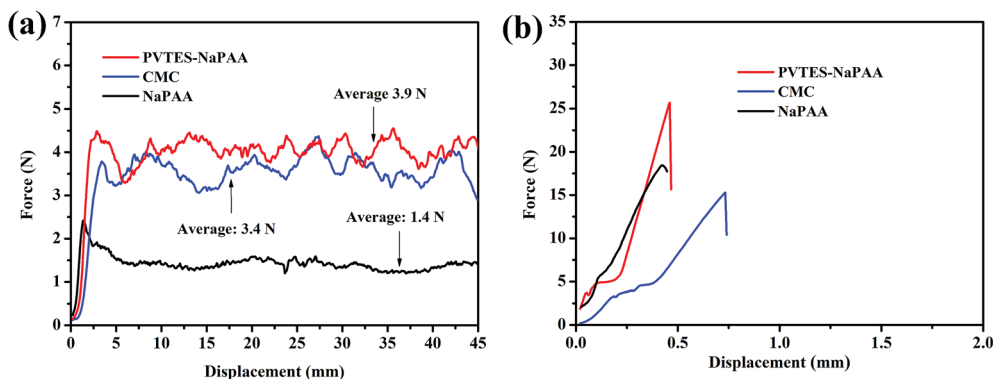 (a)
7
6
5
4
3
2
1
0
Force (N)
PVTES-NaPAA
CMC
NaPAA
Average 3.9 N
Average: 3.4 N
Average: 1.4 N
0 5 10 15 20 25 30 35 40 45
Displacement (mm)
(b)
35
30
25
20
15
10
5
0
Force (N)
PVTES-NaPAA
CMC
NaPAA
0.0 0.5 1.0 1.5 2.0
Displacement (mm)